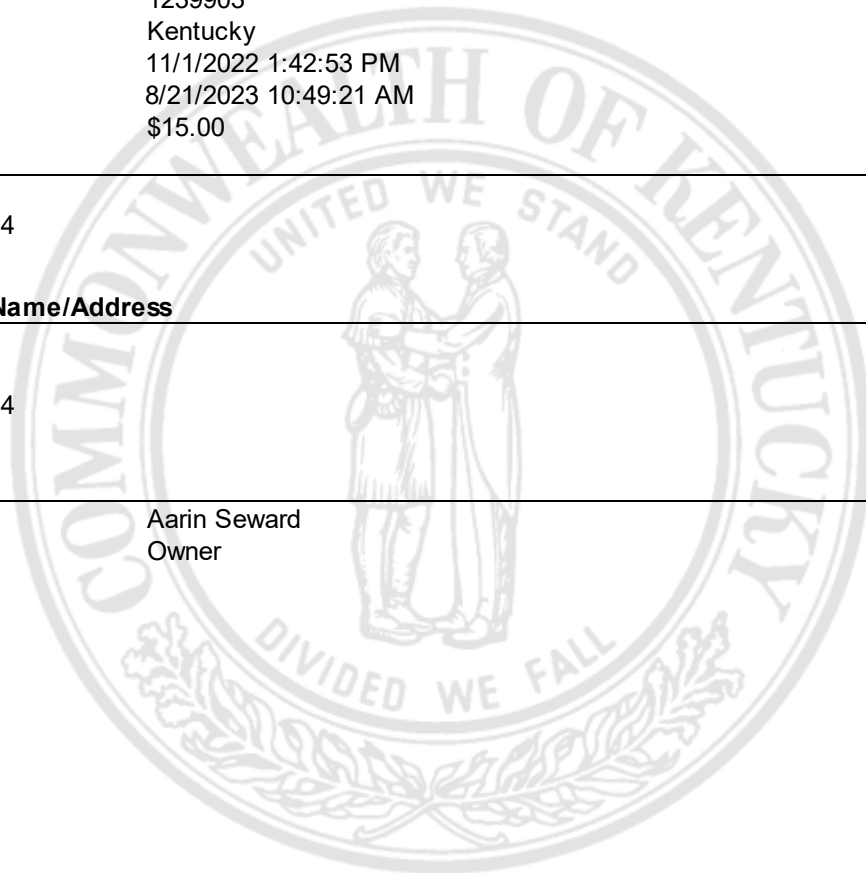 Kentucky
11/1/2022 1:42:53 PM
8/21/2023 10:49:21 AM
$15.00
COMMONWEALTH OF KENTUCKY
UNITED WE STAND
4
Name/Address
4
Aarin Seward
Owner
DIVIDED WE FALL